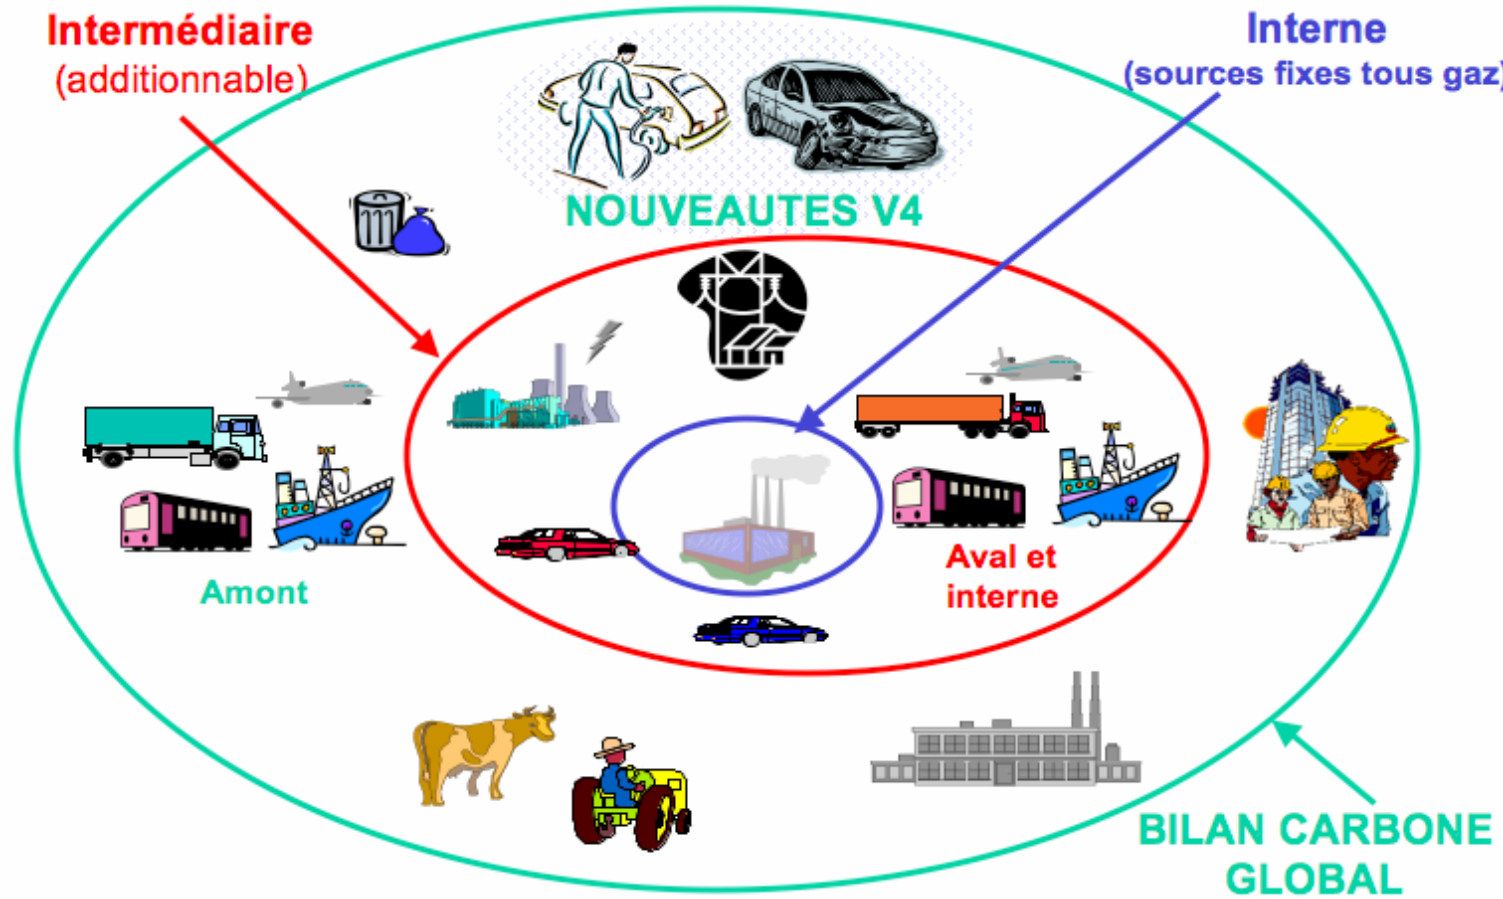 Intermédiaire
(additionnable)
Interne
(sources fixes tous gaz)
NOUVEAUTES V4
Amont
Aval et
interne
BILAN CARBONE
GLOBAL